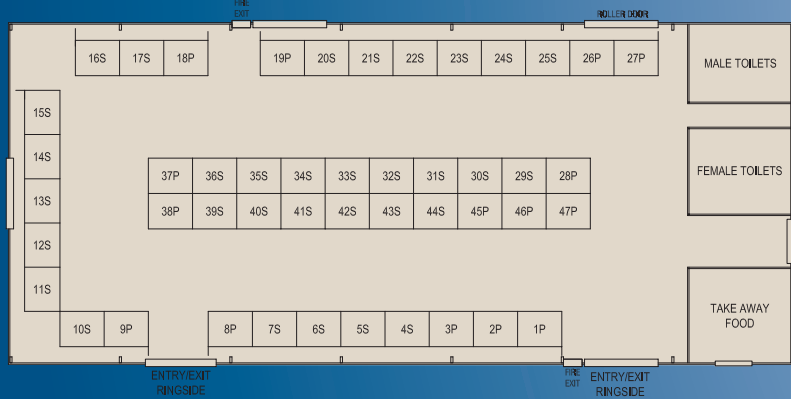 FIRE
EXIT
ROLLER DOOR
16S 17S 18P 19P 20S 21S 22S 23S 24S 25S 26P 27P
MALE TOILETS
15S
14S
13S
12S
11S
37P 36S 35S 34S 33S 32S 31S 30S 29S 28P
38P 39S 40S 41S 42S 43S 44S 45P 46P 47P
FEMALE TOILETS
TAKE AWAY
FOOD
10S 9P 8P 7S 6S 5S 4S 3P 2P 1P
ENTRY/EXIT
RINGSIDE
FIRE
EXIT
ENTRY/EXIT
RINGSIDE